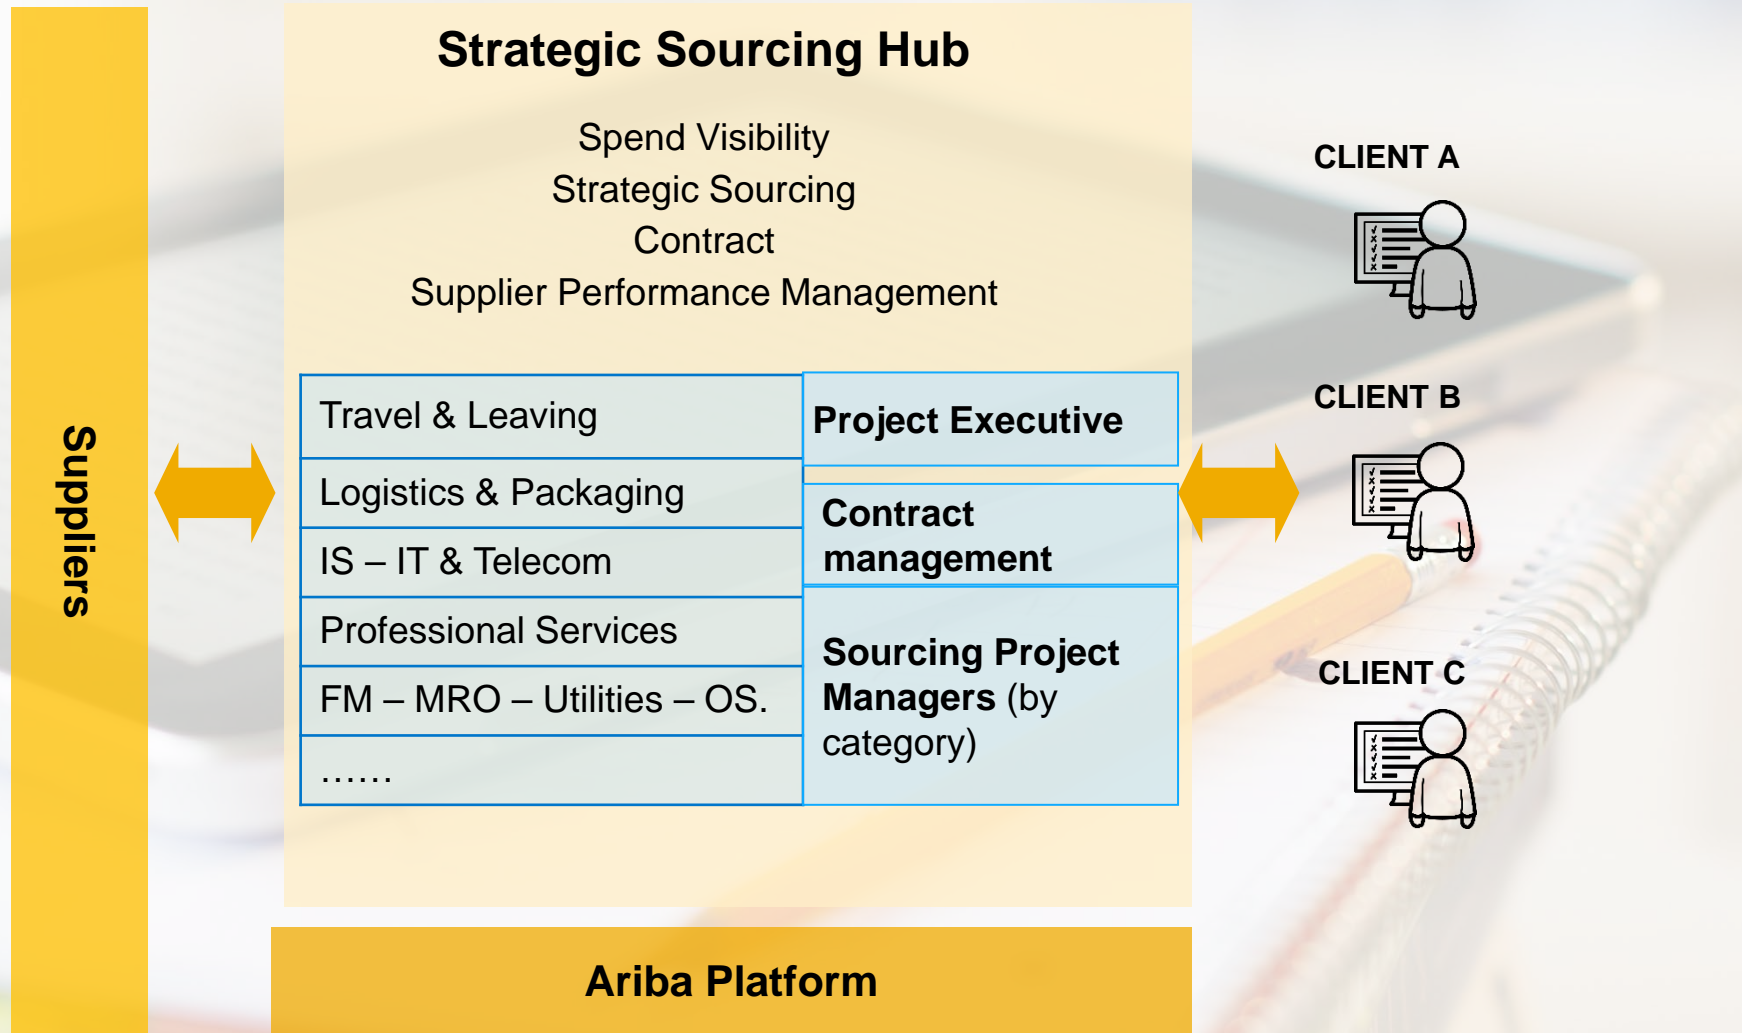 Strategic Sourcing Hub
Spend Visibility
Strategic Sourcing
Contract
Supplier Performance Management
Suppliers
Travel & Leaving
Logistics & Packaging
IS – IT & Telecom
Professional Services
FM – MRO – Utilities – OS.
……
Project Executive
Contract
management
Sourcing Project
Managers (by
category)
CLIENT A
CLIENT B
CLIENT C
Ariba Platform